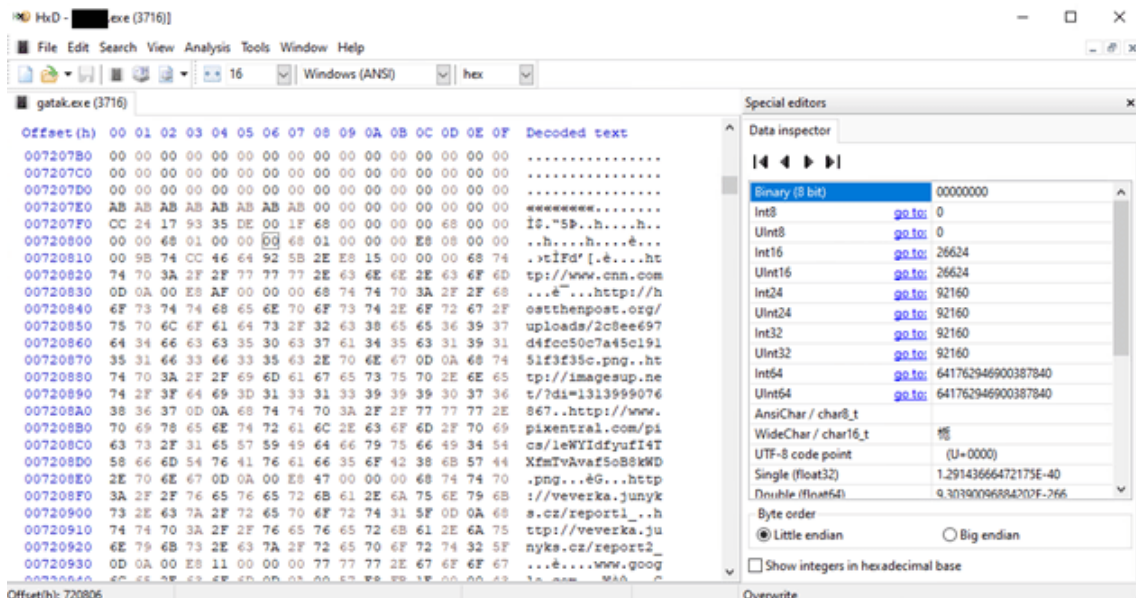 HxD - .exe (3716)]
File Edit Search View Analysis Tools Window Help
16 Windows (ANSI) hex
gatak.exe (3716)
Offset(h) 00 01 02 03 04 05 06 07 08 09 0A 0B 0C 0D 0E 0F Decoded text
007207B0 00 00 00 00 00 00 00 00 00 00 00 00 00 00 00 00 ................
007207C0 00 00 00 00 00 00 00 00 00 00 00 00 00 00 00 00 ................
007207D0 00 00 00 00 00 00 00 00 00 00 00 00 00 00 00 00 ................
007207E0 AB AB AB AB AB AB AB AB 00 00 00 00 00 00 00 00 ««««««««........
007207F0 CC 24 17 93 35 DE 00 1F 68 00 00 00 00 68 00 00 ÌS.“5Þ..h....h..
00720800 00 00 68 01 00 00 00 68 01 00 00 00 E8 08 00 00 ..h....h....è...
00720810 00 9B 74 CC 46 64 92 5B 2E E8 15 00 00 00 68 74 .›tÌFd’[.è....ht
00720820 74 70 3A 2F 2F 77 77 77 2E 63 6E 6E 2E 63 6F 6D tp://www.cnn.com
00720830 0D 0A 00 E8 AF 00 00 00 68 74 74 70 3A 2F 2F 68 ...è¯...http://h
00720840 6F 73 74 74 68 65 6E 70 6F 73 74 2E 6F 72 67 2F ostthenpost.org/
00720850 75 70 6C 6F 61 64 73 2F 32 63 38 65 65 36 39 37 uploads/2c8ee697
00720860 64 34 66 63 63 35 30 63 37 61 34 35 63 31 39 31 d4fcc50c7a45c191
00720870 35 31 66 33 66 33 35 63 2E 70 6E 67 0D 0A 68 74 51f3f35c.png..ht
00720880 74 70 3A 2F 2F 69 6D 61 67 65 73 75 70 2E 6E 65 tp://imagesup.ne
00720890 74 2F 3F 64 69 3D 31 33 31 33 39 39 39 30 37 36 t/?di=1313999076
007208A0 38 36 37 0D 0A 68 74 74 70 3A 2F 2F 77 77 77 2E 867..http://www.
007208B0 70 69 78 65 6E 74 72 61 6C 2E 63 6F 6D 2F 70 69 pixentral.com/pi
007208C0 63 73 2F 31 65 57 59 49 64 66 79 75 66 49 34 54 cs/1eWYIdfyufI4T
007208D0 58 66 6D 54 76 41 76 61 66 35 6F 42 38 6B 57 44 XfmTvAvaf5oB8kWD
007208E0 2E 70 6E 67 0D 0A 00 E8 47 00 00 00 68 74 74 70 .png...èG...http
007208F0 3A 2F 2F 76 65 76 65 72 6B 61 2E 6A 75 6E 79 6B ://veverka.junyk
00720900 73 2E 63 7A 2F 72 65 70 6F 72 74 31 5F 0D 0A 68 s.cz/report1_..h
00720910 74 74 70 3A 2F 2F 76 65 76 65 72 6B 61 2E 6A 75 ttp://veverka.ju
00720920 6E 79 6B 73 2E 63 7A 2F 72 65 70 6F 72 74 32 5F nyks.cz/report2_
00720930 0D 0A 00 E8 11 00 00 00 77 77 77 2E 67 6F 6F 67 ...è....www.goog
Offset(h): 720806 Overwrite
Special editors
Data inspector
Binary (8 bit) 00000000
Int8 go to: 0
UInt8 go to: 0
Int16 go to: 26624
UInt16 go to: 26624
Int24 go to: 92160
UInt24 go to: 92160
Int32 go to: 92160
UInt32 go to: 92160
Int64 go to: 641762946900387840
UInt64 go to: 641762946900387840
AnsiChar / char8_t
WideChar / char16_t
UTF-8 code point (U+0000)
Single (float32) 1.29143666472175E-40
Double (float64) 9.30390096884202E-266
Byte order
Little endian Big endian
Show integers in hexadecimal base